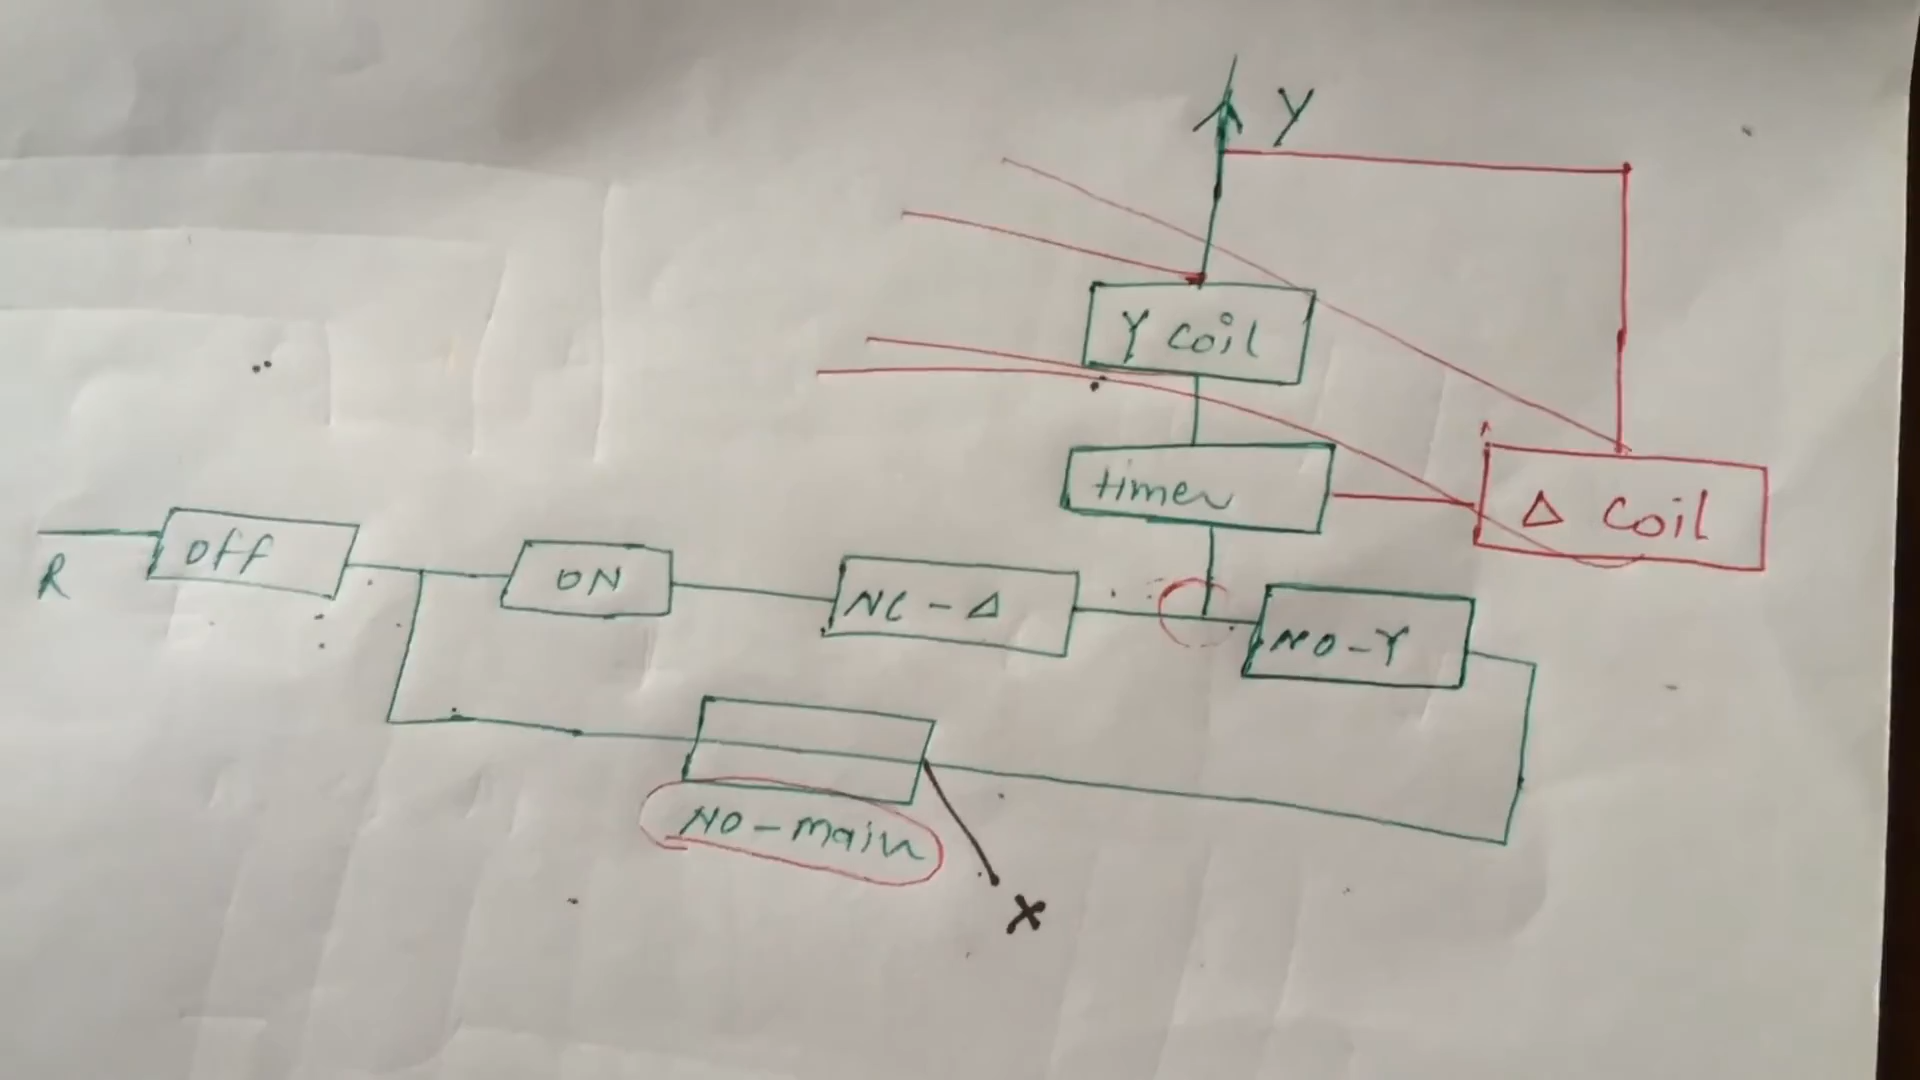 Y
Y coil
timer
Δ Coil
R
off
ON
NC - Δ
NO - Y
NO - main
X